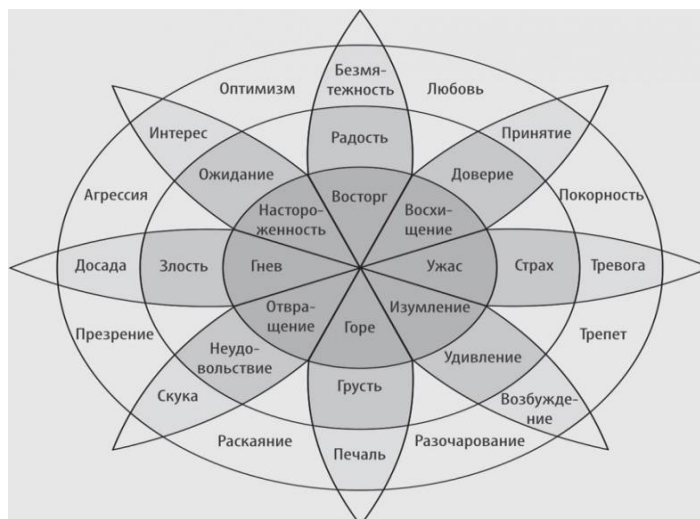 Безмя-
тежность
Оптимизм
Любовь
Интерес
Радость
Принятие
Ожидание
Доверие
Агрессия
Насторо-
женность
Восторг
Восхи-
щение
Покорность
Досада
Злость
Гнев
Ужас
Страх
Тревога
Презрение
Отвра-
щение
Горе
Изумление
Трепет
Неудо-
вольствие
Удивление
Скука
Грусть
Возбужде-
ние
Раскаяние
Печаль
Разочарование